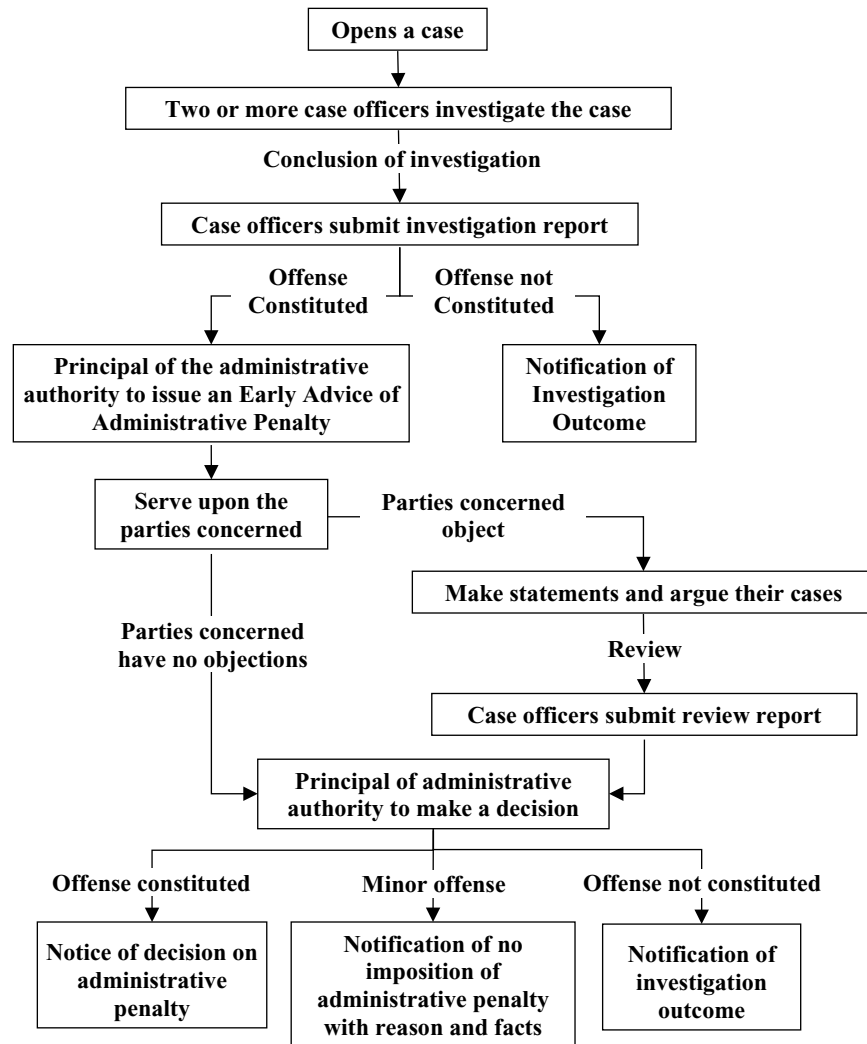 Opens a case
Two or more case officers investigate the case
Conclusion of investigation
Case officers submit investigation report
Offense
Constituted
Offense not
Constituted
Principal of the administrative
authority to issue an Early Advice of
Administrative Penalty
Notification of
Investigation
Outcome
Serve upon the
parties concerned
Parties concerned
object
Make statements and argue their cases
Parties concerned
have no objections
Review
Case officers submit review report
Principal of administrative
authority to make a decision
Offense constituted
Minor offense
Offense not constituted
Notice of decision on
administrative
penalty
Notification of no
imposition of
administrative penalty
with reason and facts
Notification of
investigation
outcome